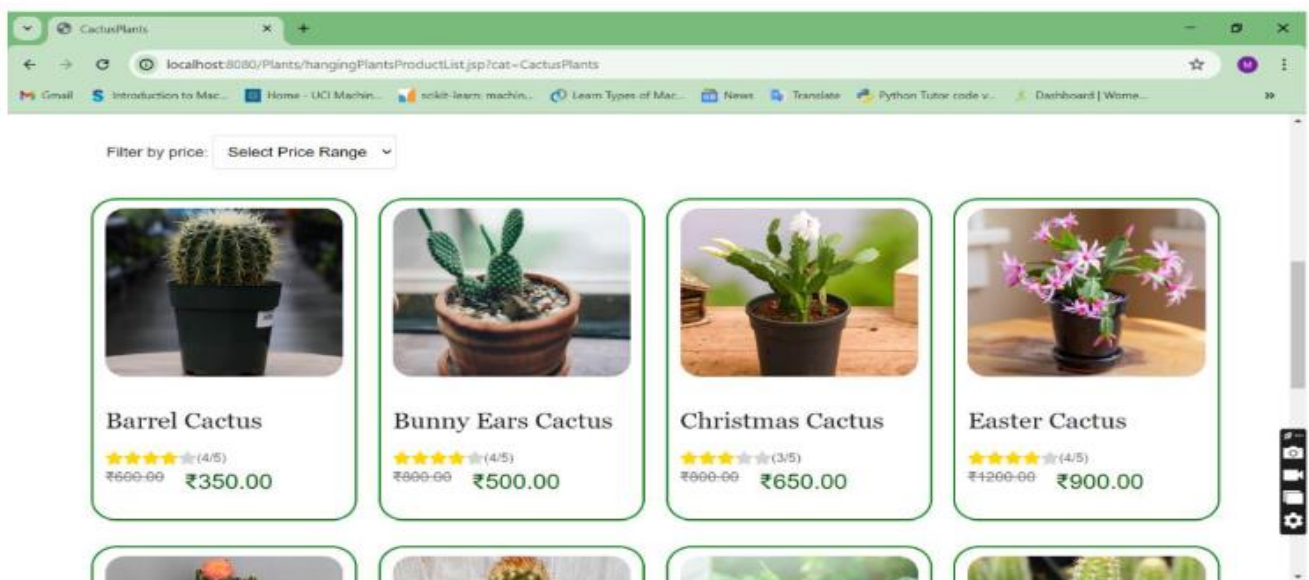 CactusPlants
localhost:8080/Plants/hangingPlantsProductList.jsp?cat=CactusPlants
M
Gmail Introduction to Mac... Home - UCI Machin... scikit-learn: machin... Learn Types of Mac... News Translate Python Tutor code v... Dashboard | Wome...
Filter by price: Select Price Range
Barrel Cactus
(4/5)
₹600.00 ₹350.00
Bunny Ears Cactus
(4/5)
₹800.00 ₹500.00
Christmas Cactus
(3/5)
₹800.00 ₹650.00
Easter Cactus
(4/5)
₹1200.00 ₹900.00